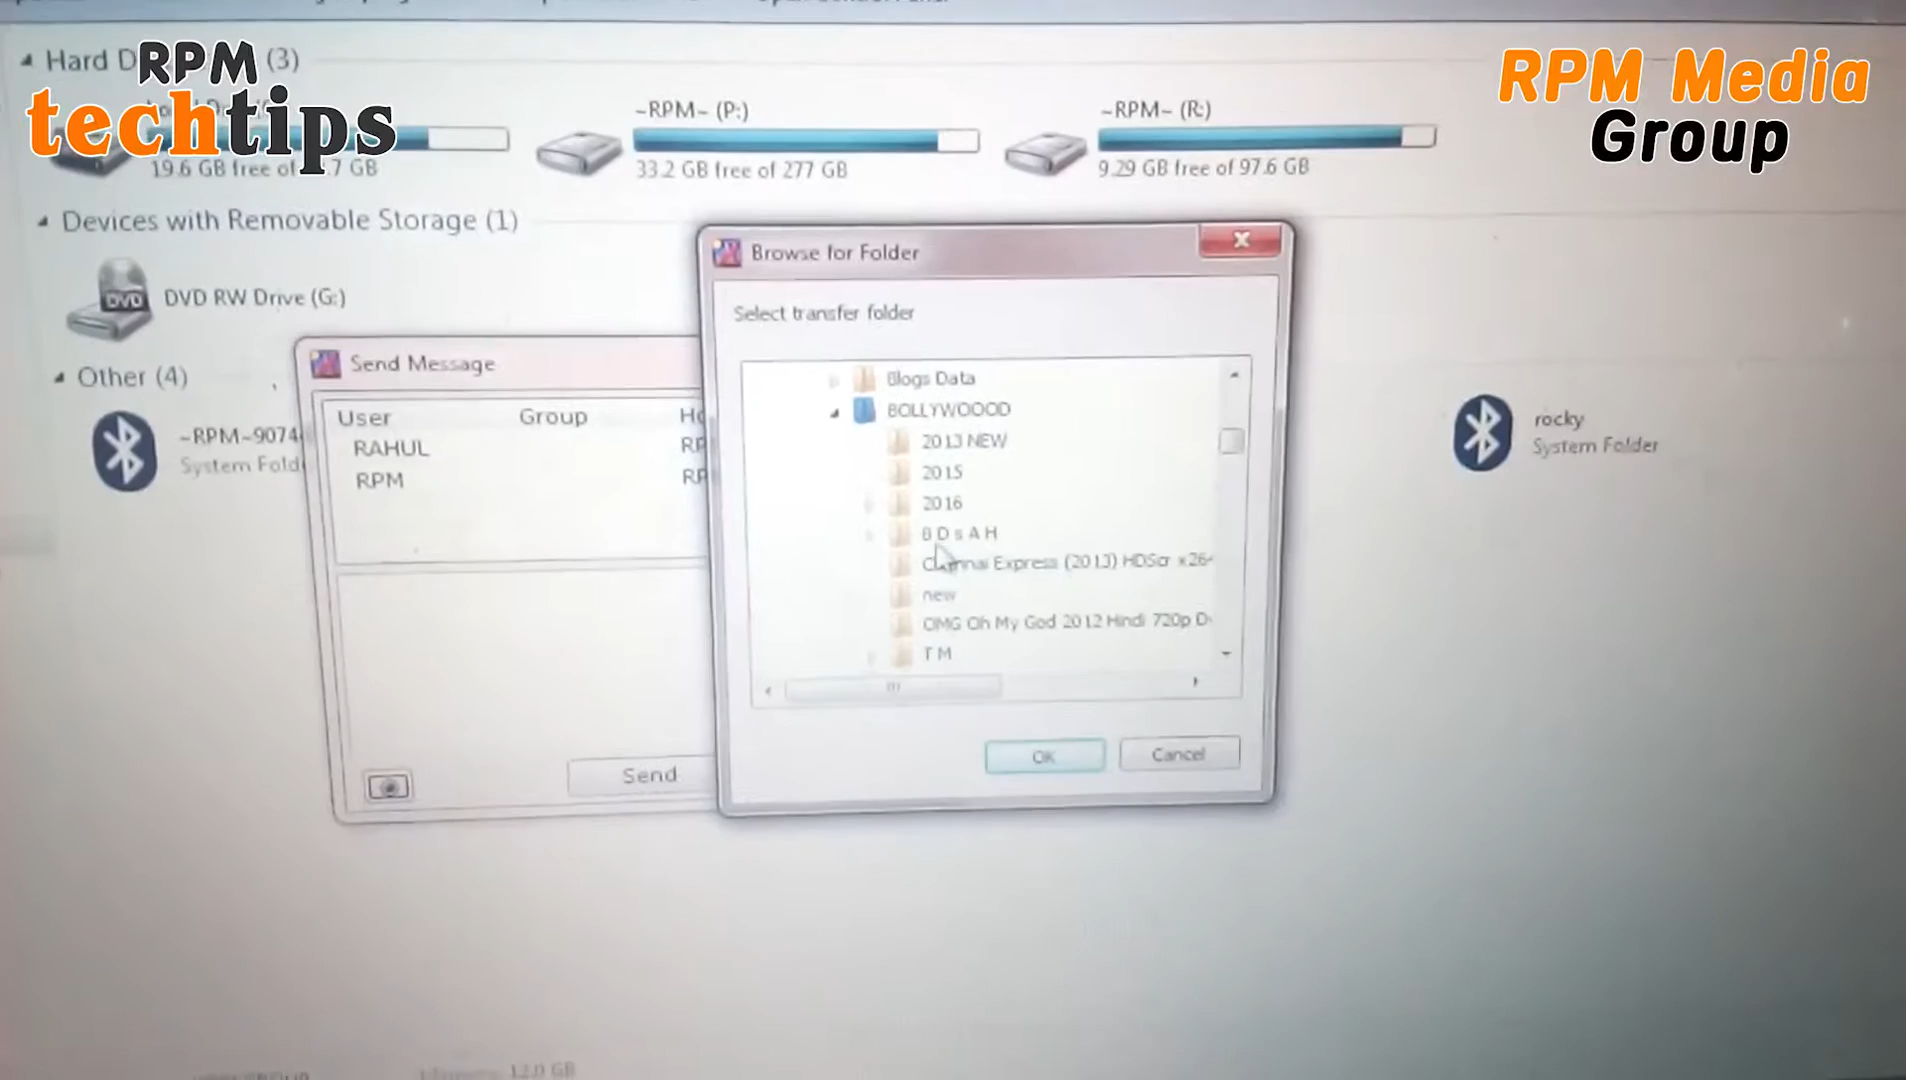 Hard D
(3)
RPM
techtips
RPM Media
Group
~RPM~ (P:)
~RPM~ (R:)
19.6 GB free of
.7 GB
33.2 GB free of 277 GB
9.29 GB free of 97.6 GB
Devices with Removable Storage (1)
DVD
DVD RW Drive (G:)
Other (4)
~RPM~9074
System Fold
rocky
System Folder
Send Message
User Group Ho
RAHUL RP
RPM RP
Send
Browse for Folder
Select transfer folder
Blogs Data
BOLLYWOOOD
2013 NEW
2015
2016
B D s A H
Chennai Express (2013) HDScr x264
new
OMG Oh My God 2012 Hindi 720p D
T M
OK
Cancel
12.0 GB